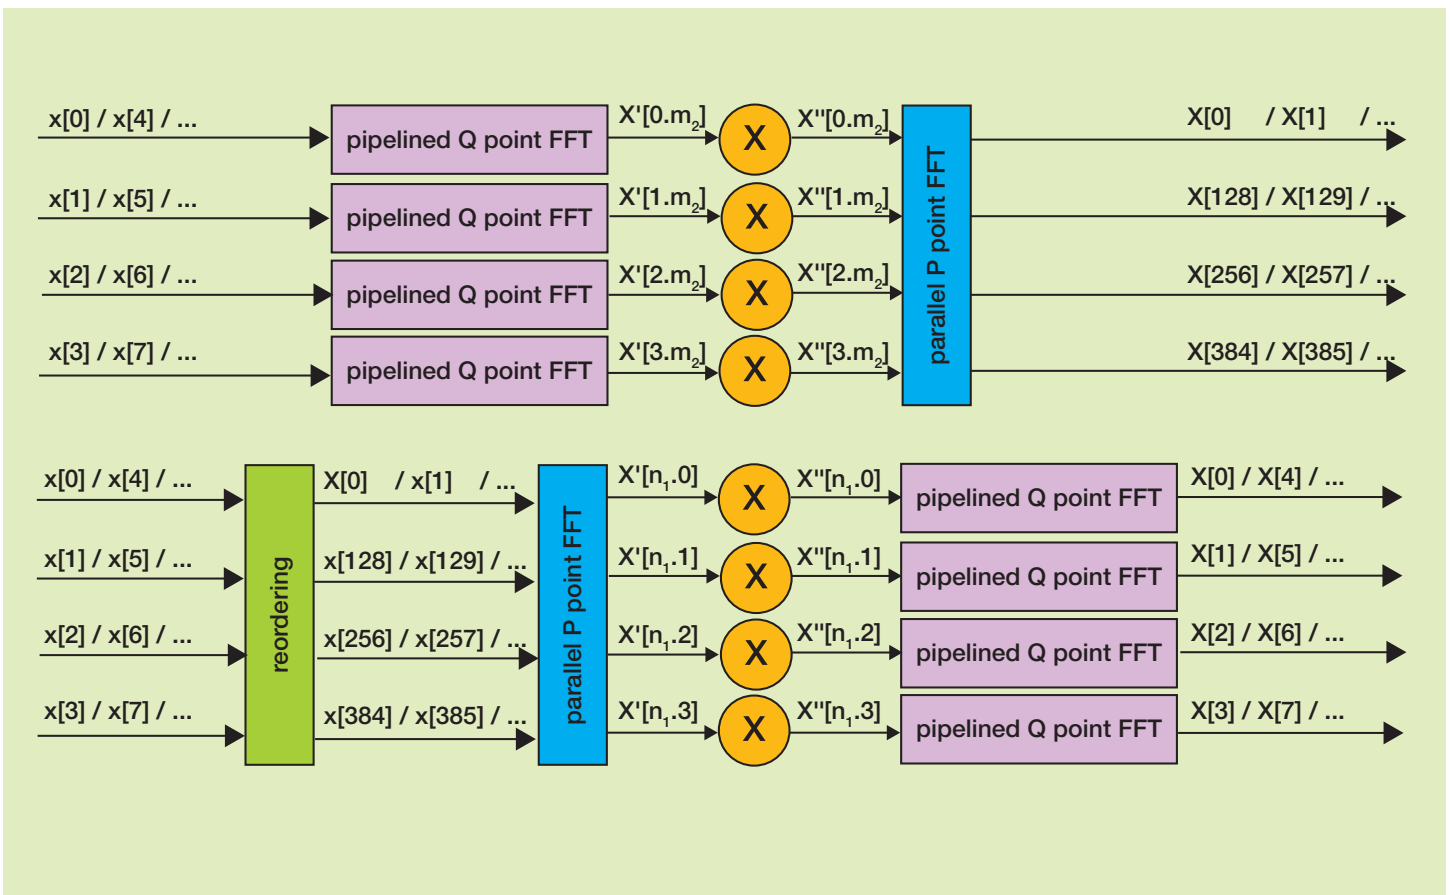 x[0] / x[4] / ... pipelined Q point FFT X'[0.m₂] X X''[0.m₂] X[0] / X[1] / ...
x[1] / x[5] / ... pipelined Q point FFT X'[1.m₂] X X''[1.m₂] X[128] / X[129] / ...
x[2] / x[6] / ... pipelined Q point FFT X'[2.m₂] X X''[2.m₂] X[256] / X[257] / ...
x[3] / x[7] / ... pipelined Q point FFT X'[3.m₂] X X''[3.m₂] X[384] / X[385] / ...
parallel P point FFT
x[0] / x[4] / ... X[0] / x[1] / ... X'[n₁.0] X X''[n₁.0] pipelined Q point FFT X[0] / X[4] / ...
x[1] / x[5] / ... x[128] / x[129] / ... X'[n₁.1] X X''[n₁.1] pipelined Q point FFT X[1] / X[5] / ...
x[2] / x[6] / ... x[256] / x[257] / ... X'[n₁.2] X X''[n₁.2] pipelined Q point FFT X[2] / X[6] / ...
x[3] / x[7] / ... x[384] / x[385] / ... X'[n₁.3] X X''[n₁.3] pipelined Q point FFT X[3] / X[7] / ...
reordering
parallel P point FFT